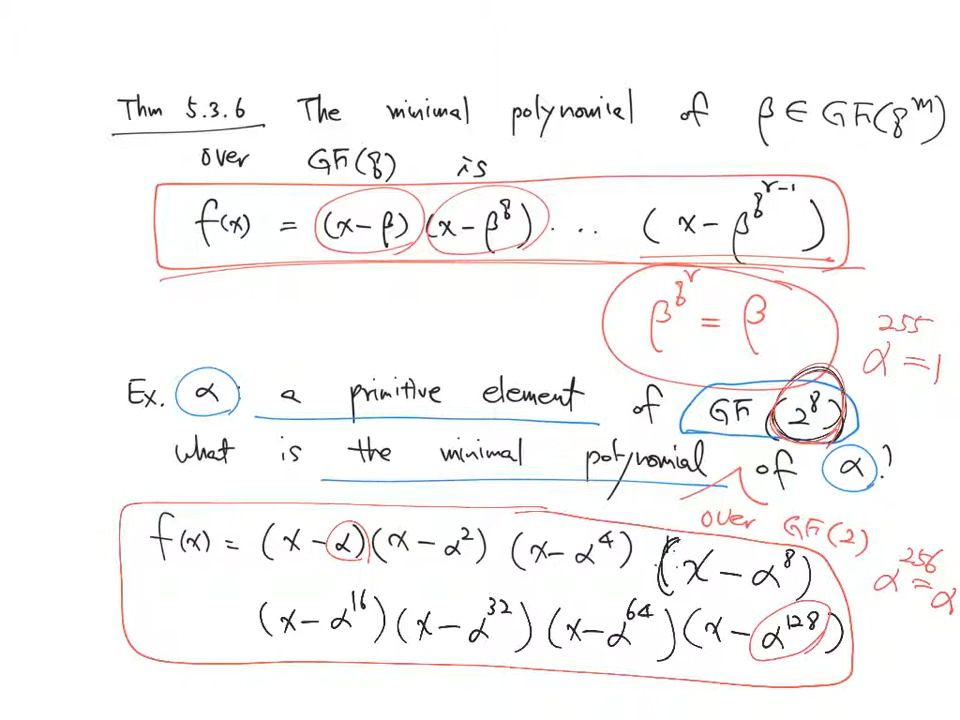 Thm 5.3.6 The minimal polynomial of β ∈ GF(q^m)
over GF(q) is
f(x) = (x-β)(x-β^q) ... (x-β^{q^{r-1}})
β^{q^r} = β
α^255 = 1
Ex. α : a primitive element of GF(2^8)
what is the minimal polynomial of α?
over GF(2)
f(x) = (x-α)(x-α^2)(x-α^4)(x-α^8)
α^256 = α
(x-α^16)(x-α^32)(x-α^64)(x-α^128)